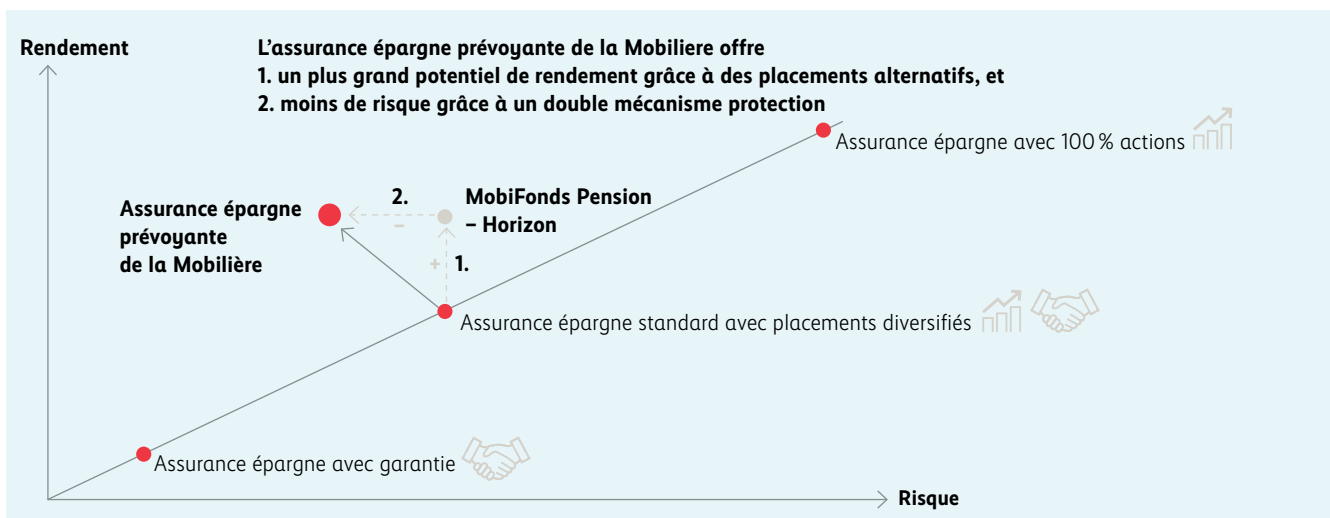 Rendement
L'assurance épargne prévoyante de la Mobiliere offre
1. un plus grand potentiel de rendement grâce à des placements alternatifs, et
2. moins de risque grâce à un double mécanisme protection
Assurance épargne avec 100 % actions
2.
MobiFonds Pension
– Horizon
Assurance épargne
prévoyante
de la Mobilière
–
+ 1.
Assurance épargne standard avec placements diversifiés
Assurance épargne avec garantie
Risque